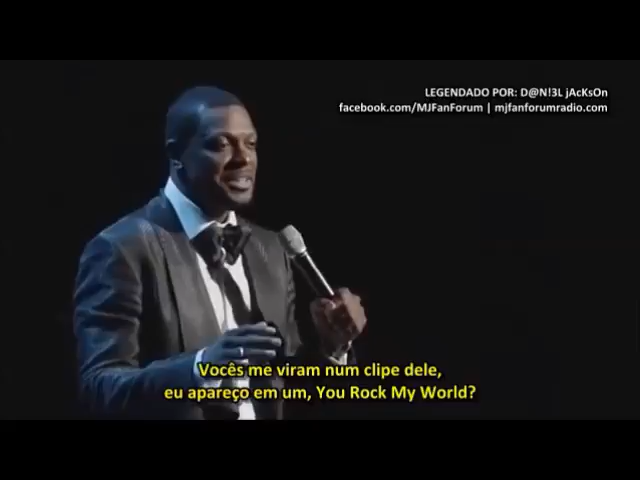 LEGENDADO POR: D@N!3L jAcKsOn
facebook.com/MJFanForum | mjfanforumradio.com
Vocês me viram num clipe dele,
eu apareço em um, You Rock My World?